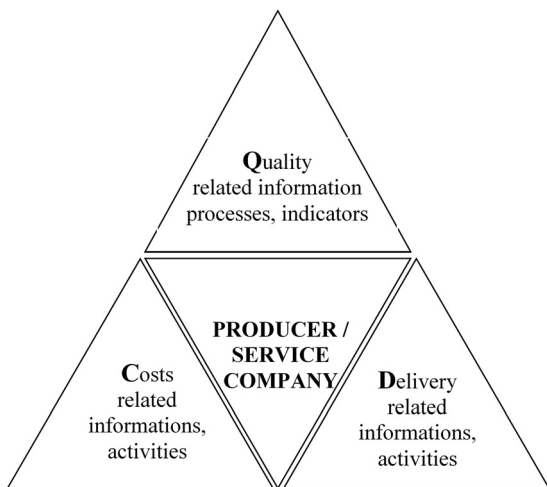 Quality
related information
processes, indicators
PRODUCER /
SERVICE
COMPANY
Costs
related
informations,
activities
Delivery
related
informations,
activities